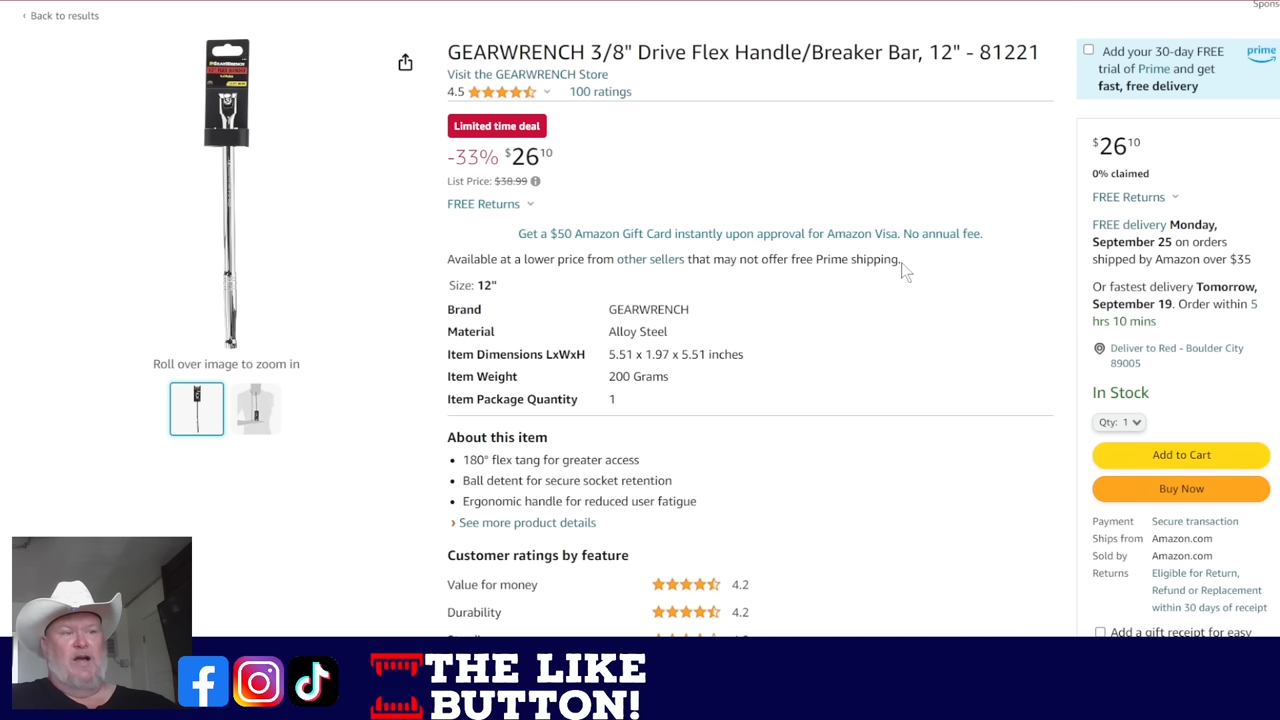 Spons
‹ Back to results
GEARWRENCH 3/8" Drive Flex Handle/Breaker Bar, 12" - 81221
Visit the GEARWRENCH Store
4.5 100 ratings
Limited time deal
-33% $26 10
List Price: $38.99
FREE Returns
Get a $50 Amazon Gift Card instantly upon approval for Amazon Visa. No annual fee.
Available at a lower price from other sellers that may not offer free Prime shipping.
Size: 12"
Brand GEARWRENCH
Material Alloy Steel
Item Dimensions LxWxH 5.51 x 1.97 x 5.51 inches
Item Weight 200 Grams
Item Package Quantity 1
About this item
• 180° flex tang for greater access
• Ball detent for secure socket retention
• Ergonomic handle for reduced user fatigue
› See more product details
Customer ratings by feature
Value for money 4.2
Durability 4.2
GEARWRENCH
Roll over image to zoom in
Add your 30-day FREE
trial of Prime and get
fast, free delivery
prime
$26 10
0% claimed
FREE Returns
FREE delivery Monday,
September 25 on orders
shipped by Amazon over $35
Or fastest delivery Tomorrow,
September 19. Order within 5
hrs 10 mins
Deliver to Red - Boulder City
89005
In Stock
Qty: 1
Add to Cart
Buy Now
Payment Secure transaction
Ships from Amazon.com
Sold by Amazon.com
Returns Eligible for Return,
Refund or Replacement
within 30 days of receipt
Add a gift receipt for easy
THE LIKE
BUTTON!